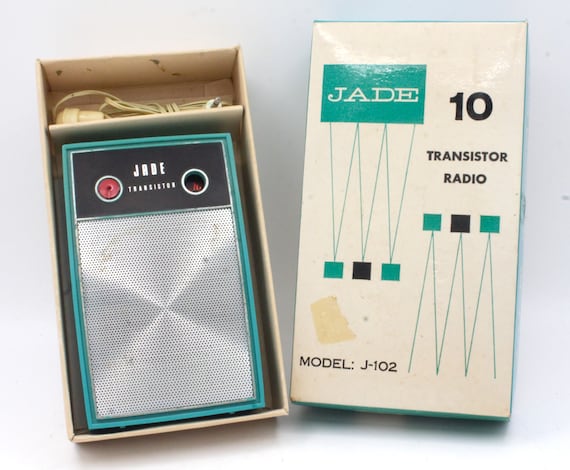 JADE
TRANSISTOR
JADE
10
TRANSISTOR
RADIO
MODEL: J-102